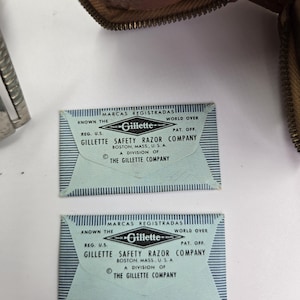 MARCAS REGISTRADAS
KNOWN THE Gillette WORLD OVER
REG. U.S. PAT. OFF.
GILLETTE SAFETY RAZOR COMPANY
BOSTON, MASS., U.S.A.
A DIVISION OF
© THE GILLETTE COMPANY
MARCAS REGISTRADAS
KNOWN THE Gillette WORLD OVER
REG. U.S. PAT. OFF.
GILLETTE SAFETY RAZOR COMPANY
BOSTON, MASS., U.S.A.
A DIVISION OF
© THE GILLETTE COMPANY